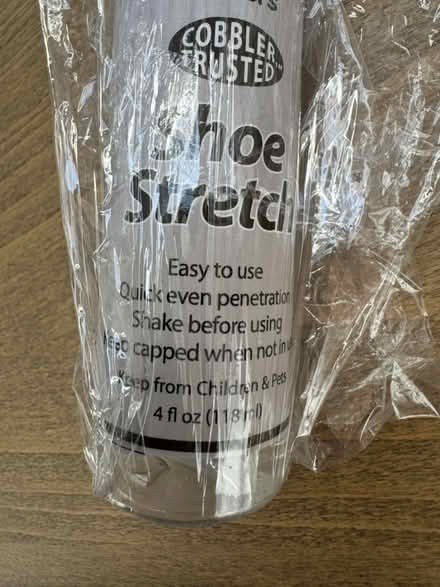 COBBLER
TRUSTED
Shoe
Stretch
Easy to use
Quick even penetration
Shake before using
capped when not in
Keep from Children & Pets
4 fl oz (118 ml)